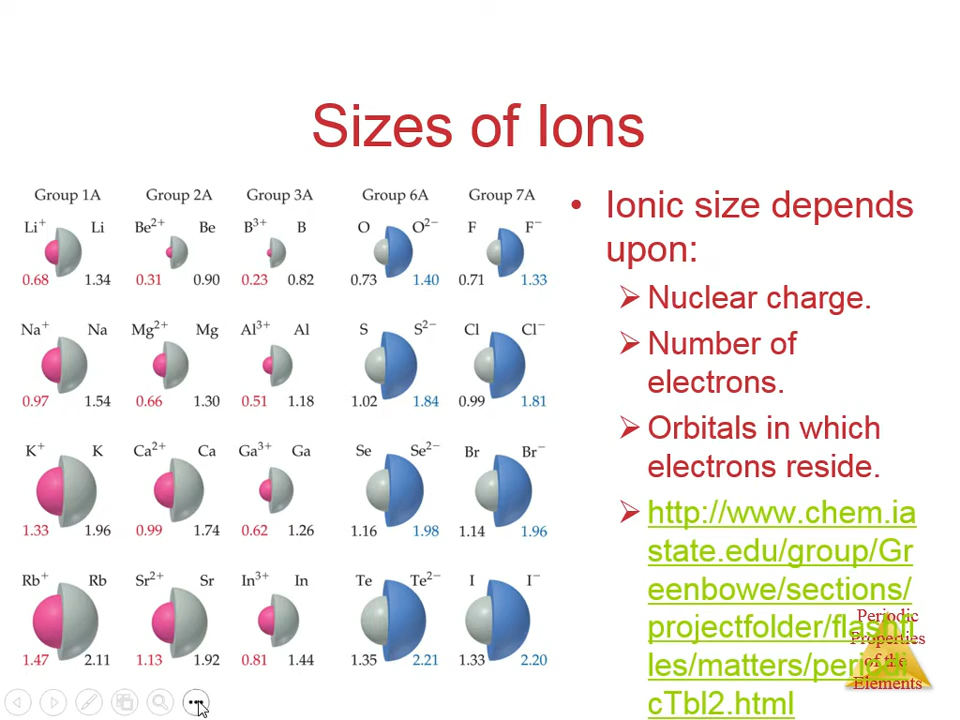 Sizes of Ions
Group 1A Group 2A Group 3A Group 6A Group 7A
Li⁺ Li Be²⁺ Be B³⁺ B O O²⁻ F F⁻
0.68 1.34 0.31 0.90 0.23 0.82 0.73 1.40 0.71 1.33
Na⁺ Na Mg²⁺ Mg Al³⁺ Al S S²⁻ Cl Cl⁻
0.97 1.54 0.66 1.30 0.51 1.18 1.02 1.84 0.99 1.81
K⁺ K Ca²⁺ Ca Ga³⁺ Ga Se Se²⁻ Br Br⁻
1.33 1.96 0.99 1.74 0.62 1.26 1.16 1.98 1.14 1.96
Rb⁺ Rb Sr²⁺ Sr In³⁺ In Te Te²⁻ I I⁻
1.47 2.11 1.13 1.92 0.81 1.44 1.35 2.21 1.33 2.20
• Ionic size depends
upon:
➢ Nuclear charge.
➢ Number of
electrons.
➢ Orbitals in which
electrons reside.
➢ http://www.chem.ia
state.edu/group/Gr
eenbowe/sections/
projectfolder/flashfi
les/matters/periodi
cTbl2.html
Periodic
Properties
of the
Elements